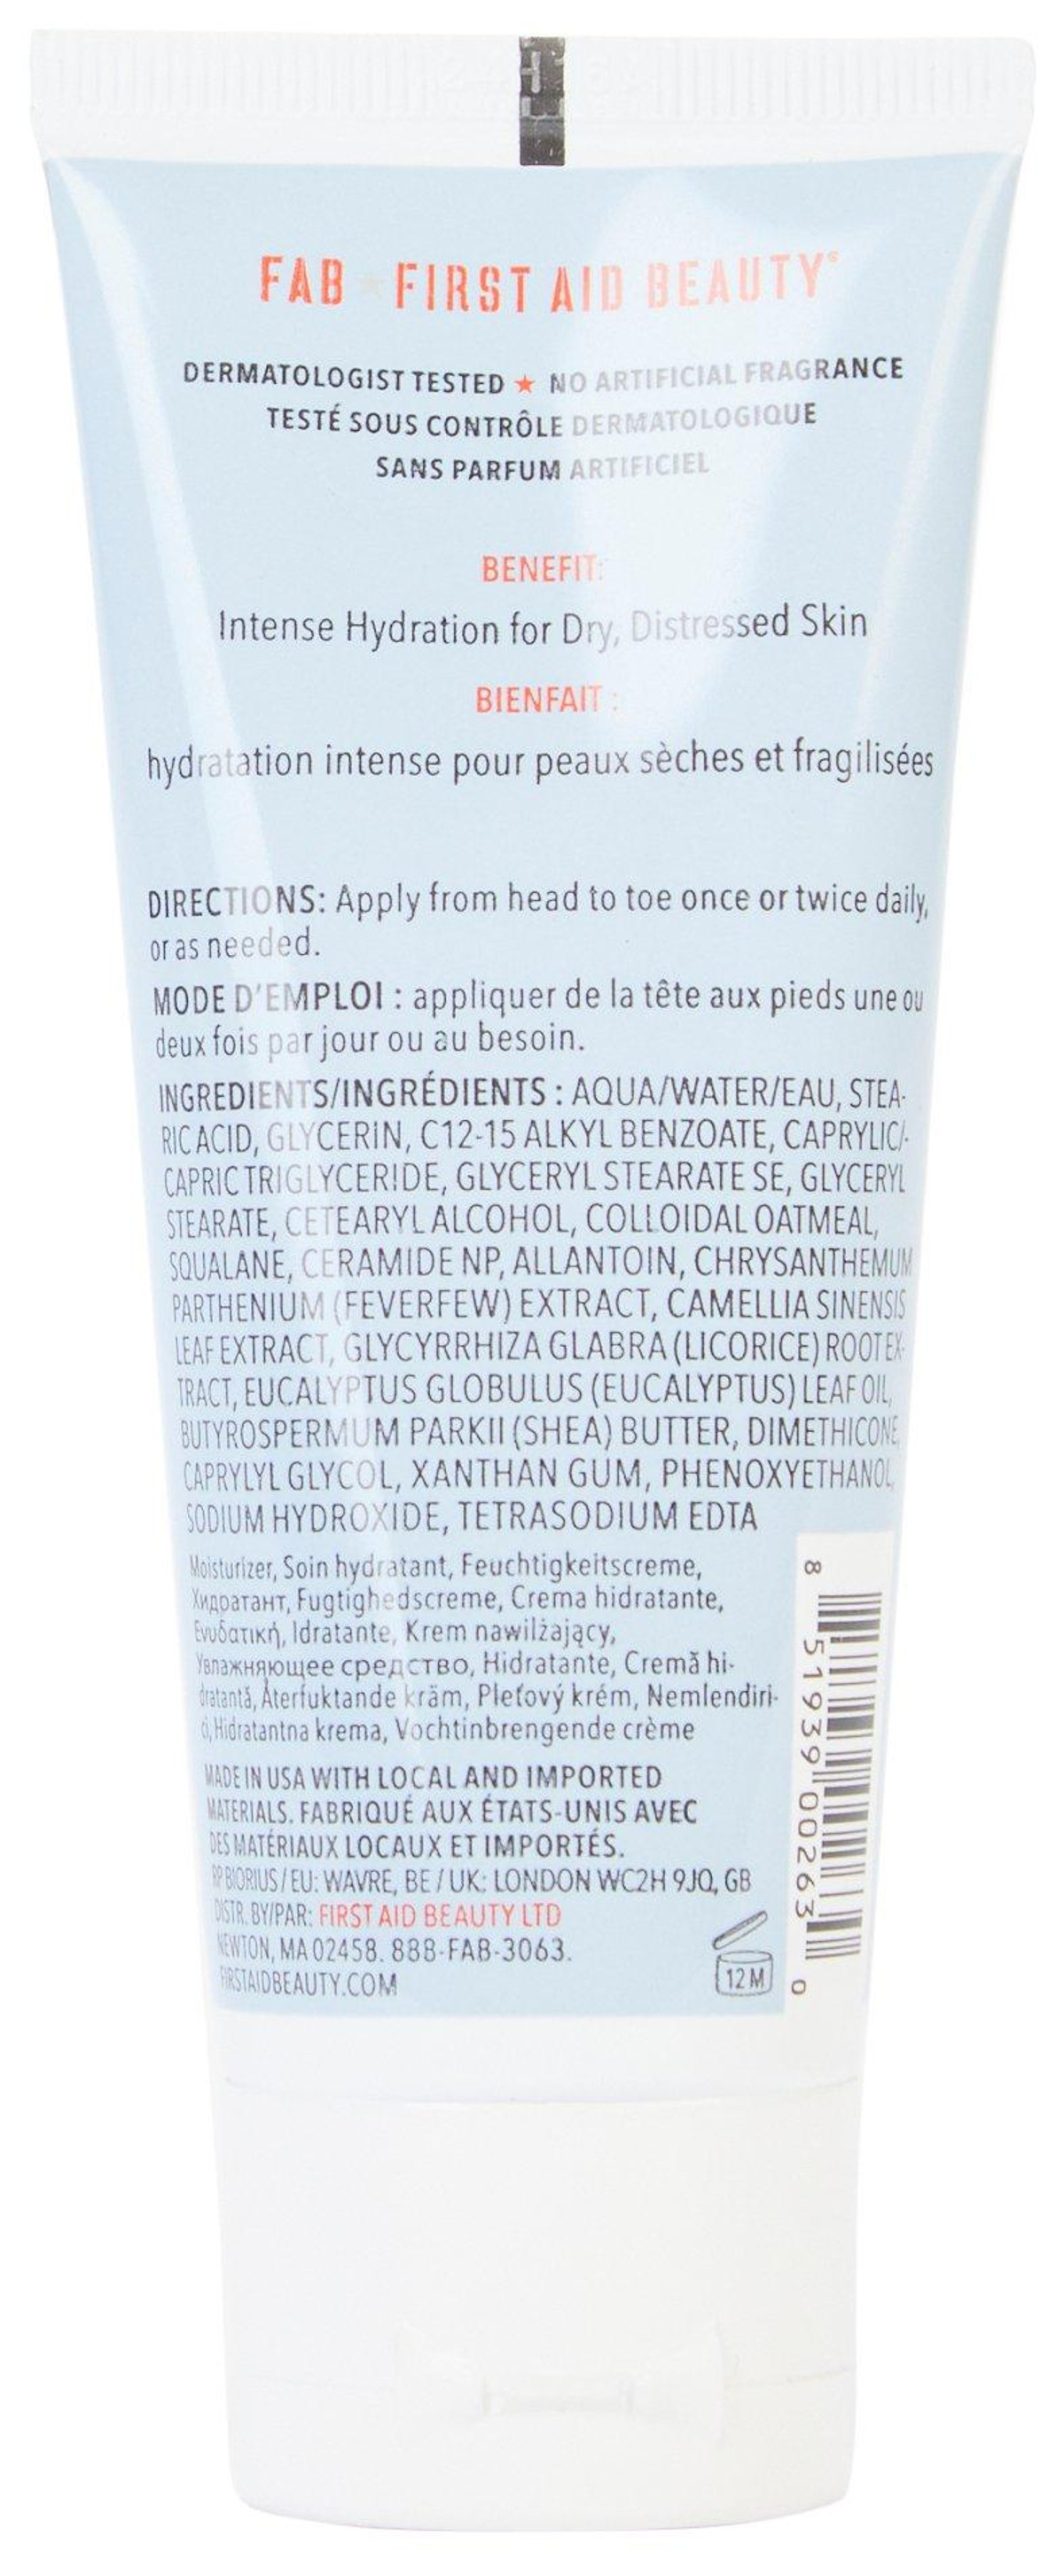 FAB FIRST AID BEAUTY
DERMATOLOGIST TESTED ★ NO ARTIFICIAL FRAGRANCE
TESTÉ SOUS CONTRÔLE DERMATOLOGIQUE
SANS PARFUM ARTIFICIEL
BENEFIT:
Intense Hydration for Dry, Distressed Skin
BIENFAIT :
hydratation intense pour peaux sèches et fragilisées
DIRECTIONS: Apply from head to toe once or twice daily,
or as needed.
MODE D'EMPLOI : appliquer de la tête aux pieds une ou
deux fois par jour ou au besoin.
INGREDIENTS/INGRÉDIENTS : AQUA/WATER/EAU, STEA-
RIC ACID, GLYCERIN, C12-15 ALKYL BENZOATE, CAPRYLIC/-
CAPRIC TRIGLYCERIDE, GLYCERYL STEARATE SE, GLYCERYL
STEARATE, CETEARYL ALCOHOL, COLLOIDAL OATMEAL,
SQUALANE, CERAMIDE NP, ALLANTOIN, CHRYSANTHEMUM
PARTHENIUM (FEVERFEW) EXTRACT, CAMELLIA SINENSIS
LEAF EXTRACT, GLYCYRRHIZA GLABRA (LICORICE) ROOT EX-
TRACT, EUCALYPTUS GLOBULUS (EUCALYPTUS) LEAF OIL,
BUTYROSPERMUM PARKII (SHEA) BUTTER, DIMETHICONE,
CAPRYLYL GLYCOL, XANTHAN GUM, PHENOXYETHANOL,
SODIUM HYDROXIDE, TETRASODIUM EDTA
Moisturizer, Soin hydratant, Feuchtigkeitscreme,
Хидратант, Fugtighedscreme, Crema hidratante,
Ενυδατική, Idratante, Krem nawilżający,
Увлажняющее средство, Hidratante, Cremă hi-
dratantă, Återfuktande kräm, Pleťový krém, Nemlendiri-
ci, Hidratantna krema, Vochtinbrengende crème
MADE IN USA WITH LOCAL AND IMPORTED
MATERIALS. FABRIQUÉ AUX ÉTATS-UNIS AVEC
DES MATÉRIAUX LOCAUX ET IMPORTÉS.
RP BIORIUS / EU: WAVRE, BE / UK: LONDON WC2H 9JQ, GB
DISTR. BY/PAR: FIRST AID BEAUTY LTD
NEWTON, MA 02458. 888-FAB-3063.
FIRSTAIDBEAUTY.COM
12 M
8 51939 00263 0